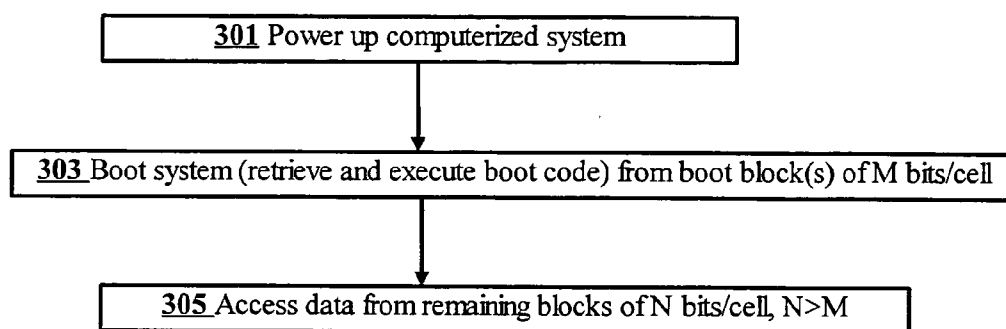 301 Power up computerized system
303 Boot system (retrieve and execute boot code) from boot block(s) of M bits/cell
305 Access data from remaining blocks of N bits/cell, N>M